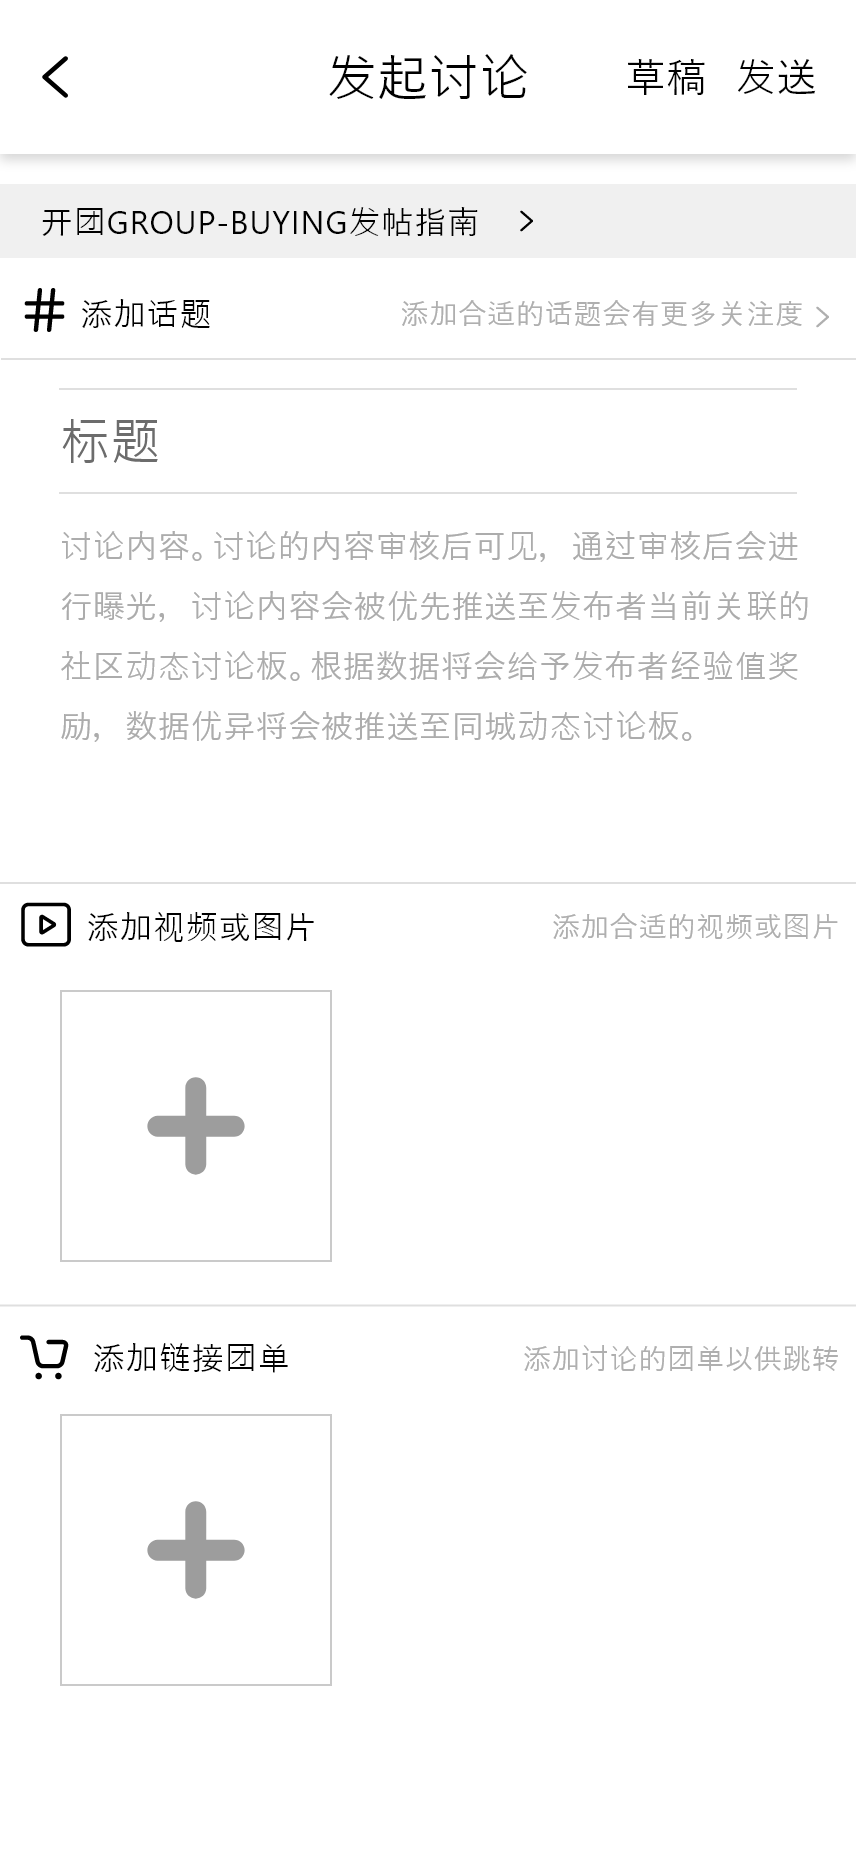 发起讨论 草稿 发送
开团GROUP-BUYING发帖指南
添加话题 添加合适的话题会有更多关注度
标题
讨论内容。讨论的内容审核后可见，通过审核后会进
行曝光，讨论内容会被优先推送至发布者当前关联的
社区动态讨论板。根据数据将会给予发布者经验值奖
励，数据优异将会被推送至同城动态讨论板。
添加视频或图片 添加合适的视频或图片
添加链接团单 添加讨论的团单以供跳转